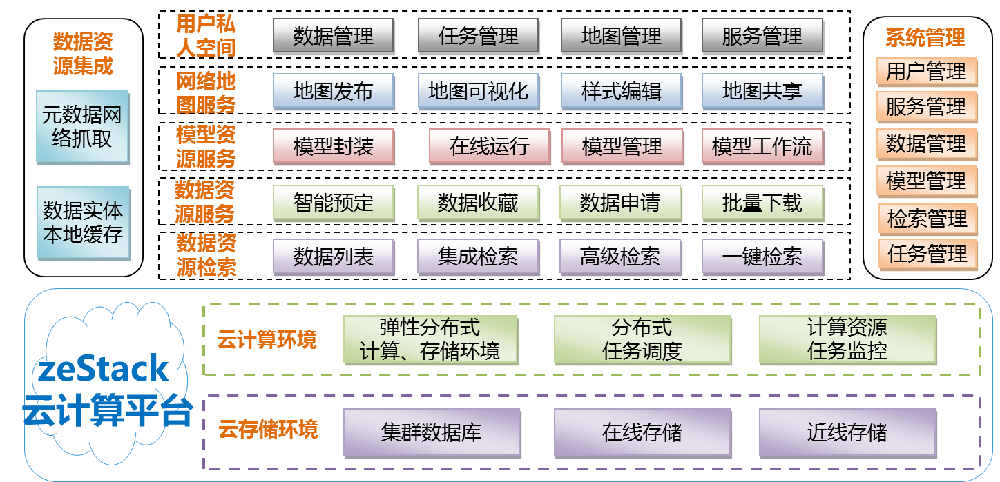 数据资
源集成
元数据网
络抓取
数据实体
本地缓存
用户私
人空间
数据管理
任务管理
地图管理
服务管理
网络地
图服务
地图发布
地图可视化
样式编辑
地图共享
模型资
源服务
模型封装
在线运行
模型管理
模型工作流
数据资
源服务
智能预定
数据收藏
数据申请
批量下载
数据资
源检索
数据列表
集成检索
高级检索
一键检索
系统管理
用户管理
服务管理
数据管理
模型管理
检索管理
任务管理
zeStack
云计算平台
云计算环境
弹性分布式
计算、存储环境
分布式
任务调度
计算资源
任务监控
云存储环境
集群数据库
在线存储
近线存储